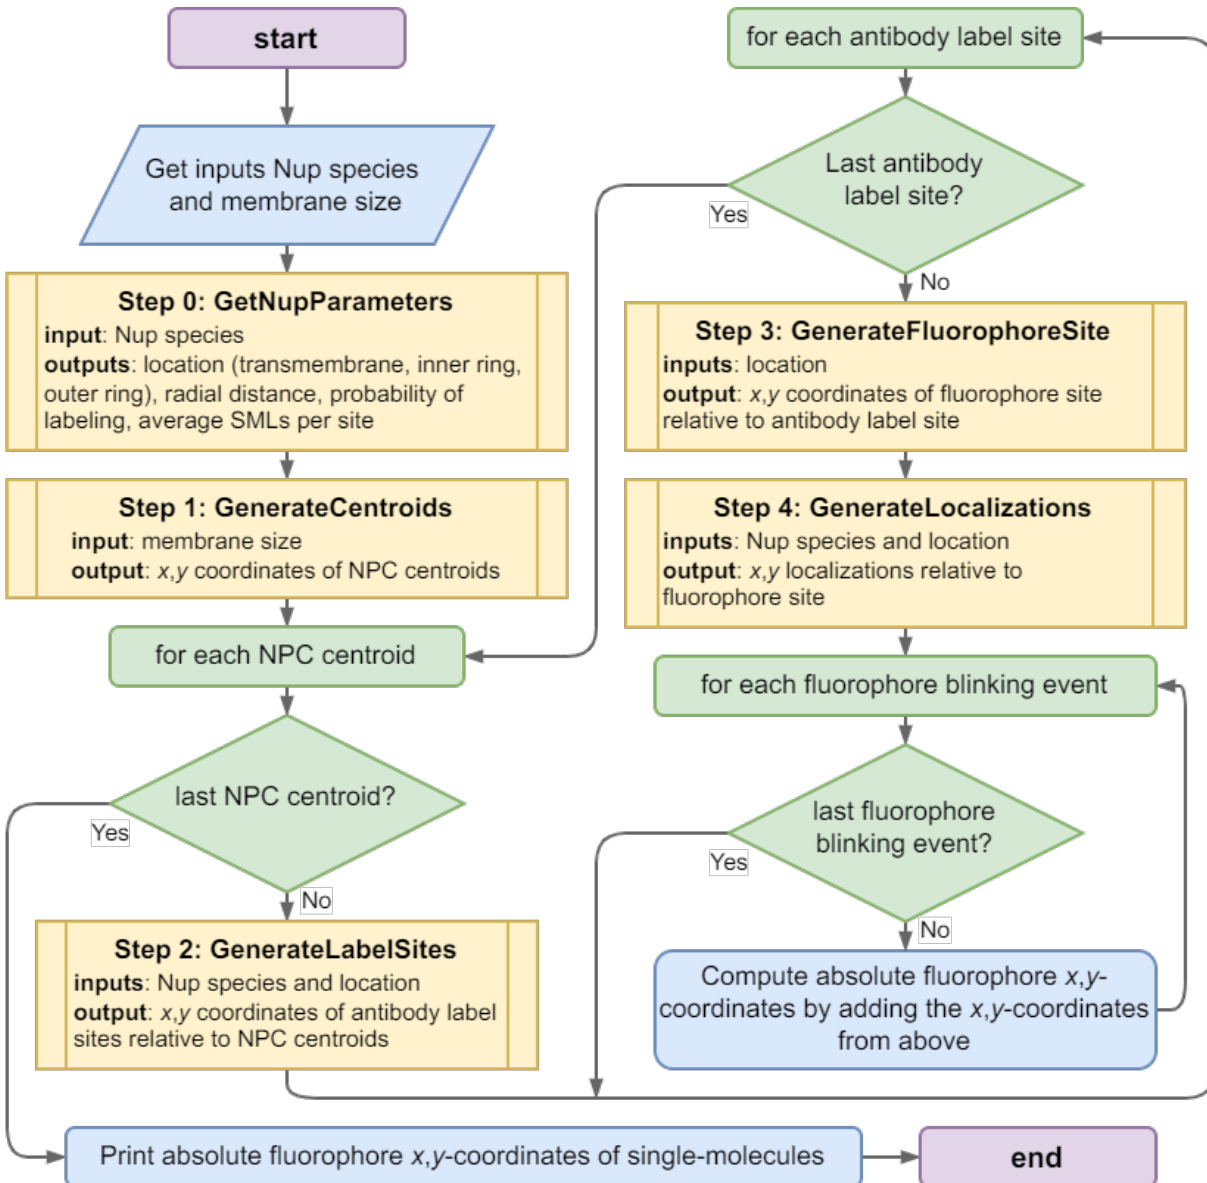 start
Get inputs Nup species
and membrane size
Step 0: GetNupParameters
input: Nup species
outputs: location (transmembrane, inner ring,
outer ring), radial distance, probability of
labeling, average SMLs per site
Step 1: GenerateCentroids
input: membrane size
output: x,y coordinates of NPC centroids
for each NPC centroid
last NPC centroid?
Yes
No
Step 2: GenerateLabelSites
inputs: Nup species and location
output: x,y coordinates of antibody label
sites relative to NPC centroids
for each antibody label site
Last antibody
label site?
Yes
No
Step 3: GenerateFluorophoreSite
inputs: location
output: x,y coordinates of fluorophore site
relative to antibody label site
Step 4: GenerateLocalizations
inputs: Nup species and location
output: x,y localizations relative to
fluorophore site
for each fluorophore blinking event
last fluorophore
blinking event?
Yes
No
Compute absolute fluorophore x,y-
coordinates by adding the x,y-coordinates
from above
Print absolute fluorophore x,y-coordinates of single-molecules
end